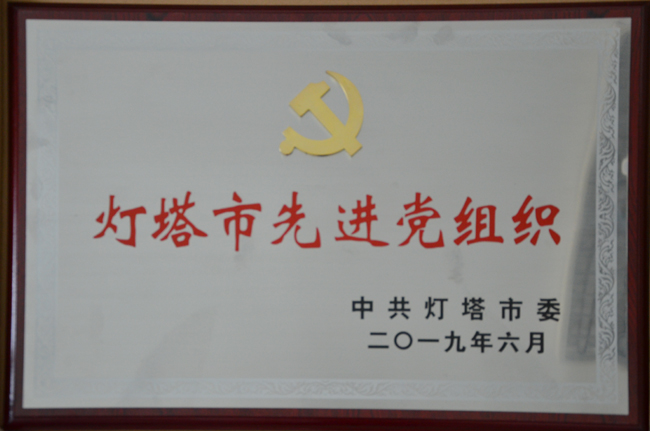 灯塔市先进党组织
中共灯塔市委
二〇一九年六月